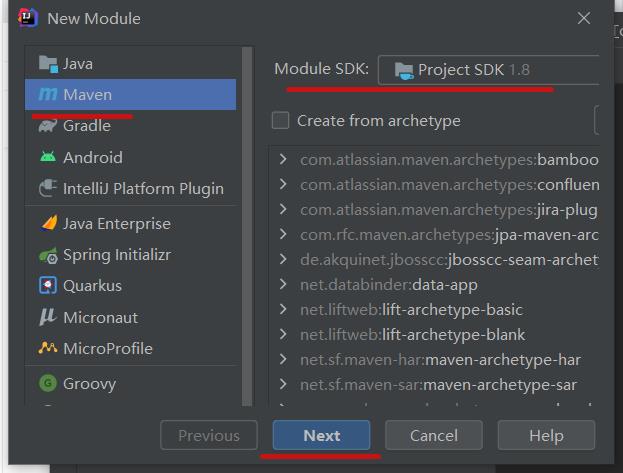 New Module
Java
Maven
Gradle
Android
IntelliJ Platform Plugin
Java Enterprise
Spring Initializr
Quarkus
Micronaut
MicroProfile
Groovy
Module SDK: Project SDK 1.8
Create from archetype
com.atlassian.maven.archetypes:bamboo
com.atlassian.maven.archetypes:confluen
com.atlassian.maven.archetypes:jira-plug
com.rfc.maven.archetypes:jpa-maven-arc
de.akquinet.jbosscc:jbosscc-seam-archet
net.databinder:data-app
net.liftweb:lift-archetype-basic
net.liftweb:lift-archetype-blank
net.sf.maven-har:maven-archetype-har
net.sf.maven-sar:maven-archetype-sar
Previous Next Cancel Help